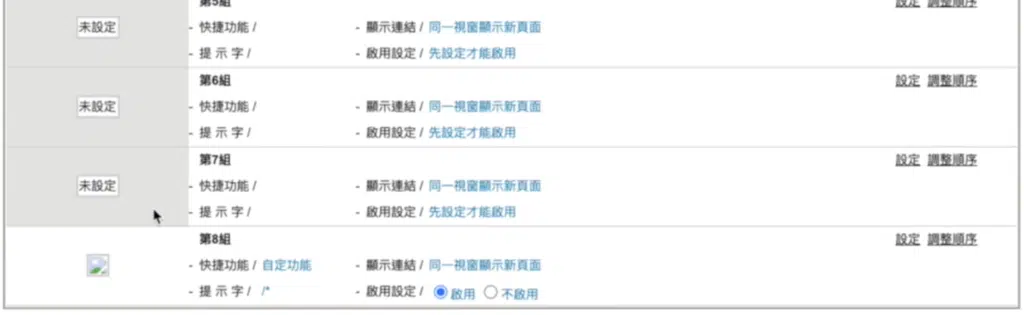 第5組 設定 調整順序
未設定 - 快捷功能 / - 顯示連結 / 同一視窗顯示新頁面
- 提 示 字 / - 啟用設定 / 先設定才能啟用
第6組 設定 調整順序
未設定 - 快捷功能 / - 顯示連結 / 同一視窗顯示新頁面
- 提 示 字 / - 啟用設定 / 先設定才能啟用
第7組 設定 調整順序
未設定 - 快捷功能 / - 顯示連結 / 同一視窗顯示新頁面
- 提 示 字 / - 啟用設定 / 先設定才能啟用
第8組 設定 調整順序
- 快捷功能 / 自定功能 - 顯示連結 / 同一視窗顯示新頁面
- 提 示 字 / /* - 啟用設定 / 啟用 不啟用